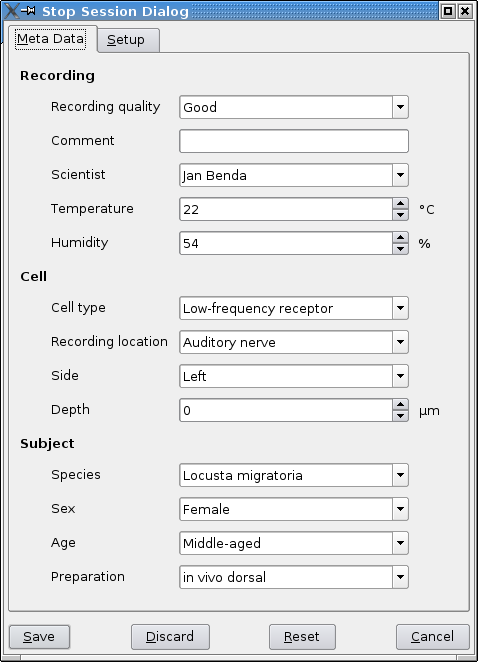 Stop Session Dialog
Meta Data Setup
Recording
Recording quality Good
Comment
Scientist Jan Benda
Temperature 22 °C
Humidity 54 %
Cell
Cell type Low-frequency receptor
Recording location Auditory nerve
Side Left
Depth 0 µm
Subject
Species Locusta migratoria
Sex Female
Age Middle-aged
Preparation in vivo dorsal
Save Discard Reset Cancel